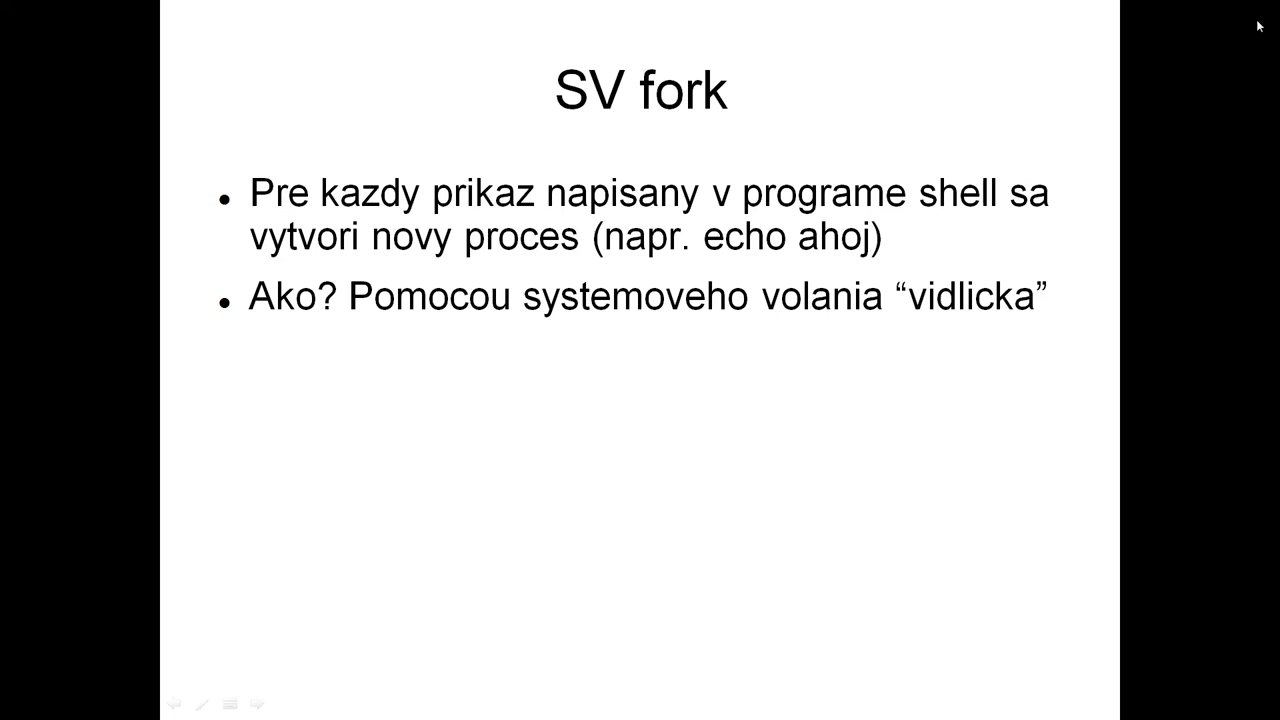 SV fork
Pre kazdy prikaz napisany v programe shell sa
vytvori novy proces (napr. echo ahoj)
Ako? Pomocou systemoveho volania “vidlicka”